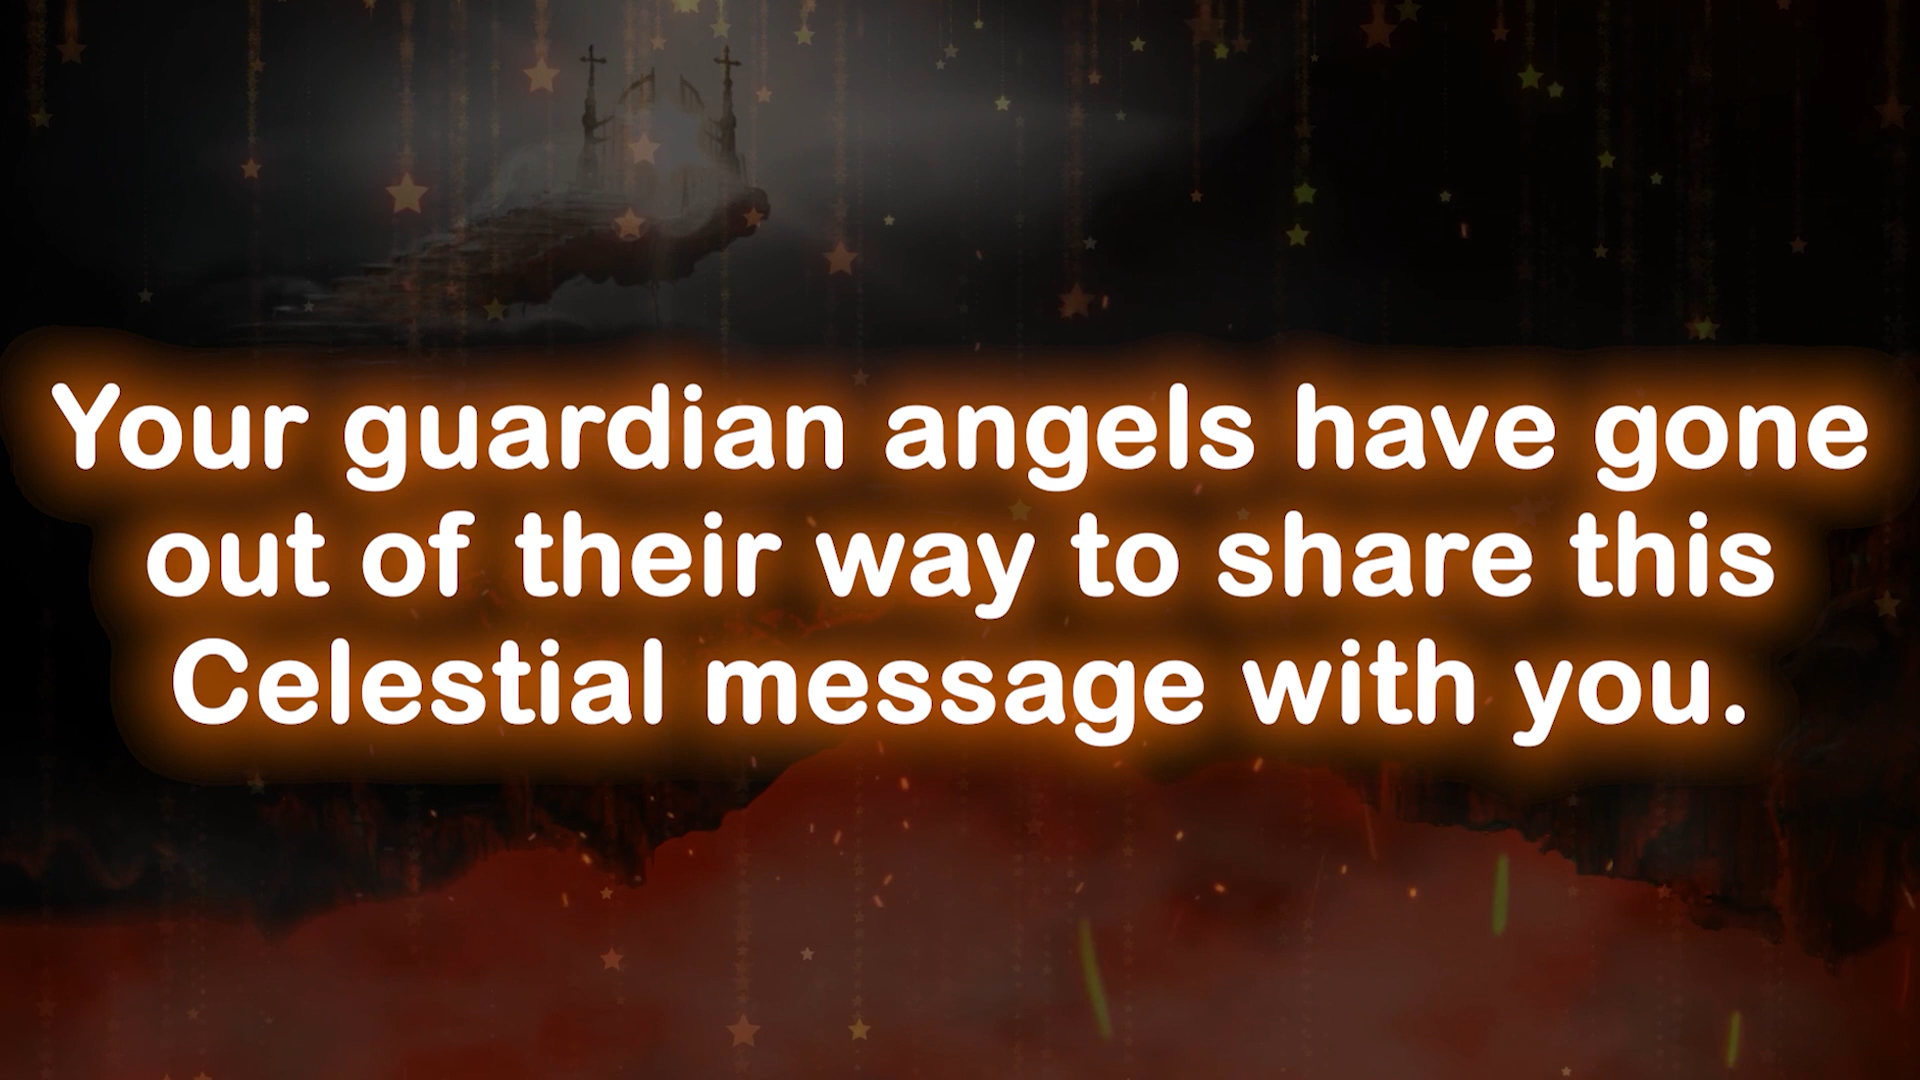 Your guardian angels have gone
out of their way to share this
Celestial message with you.